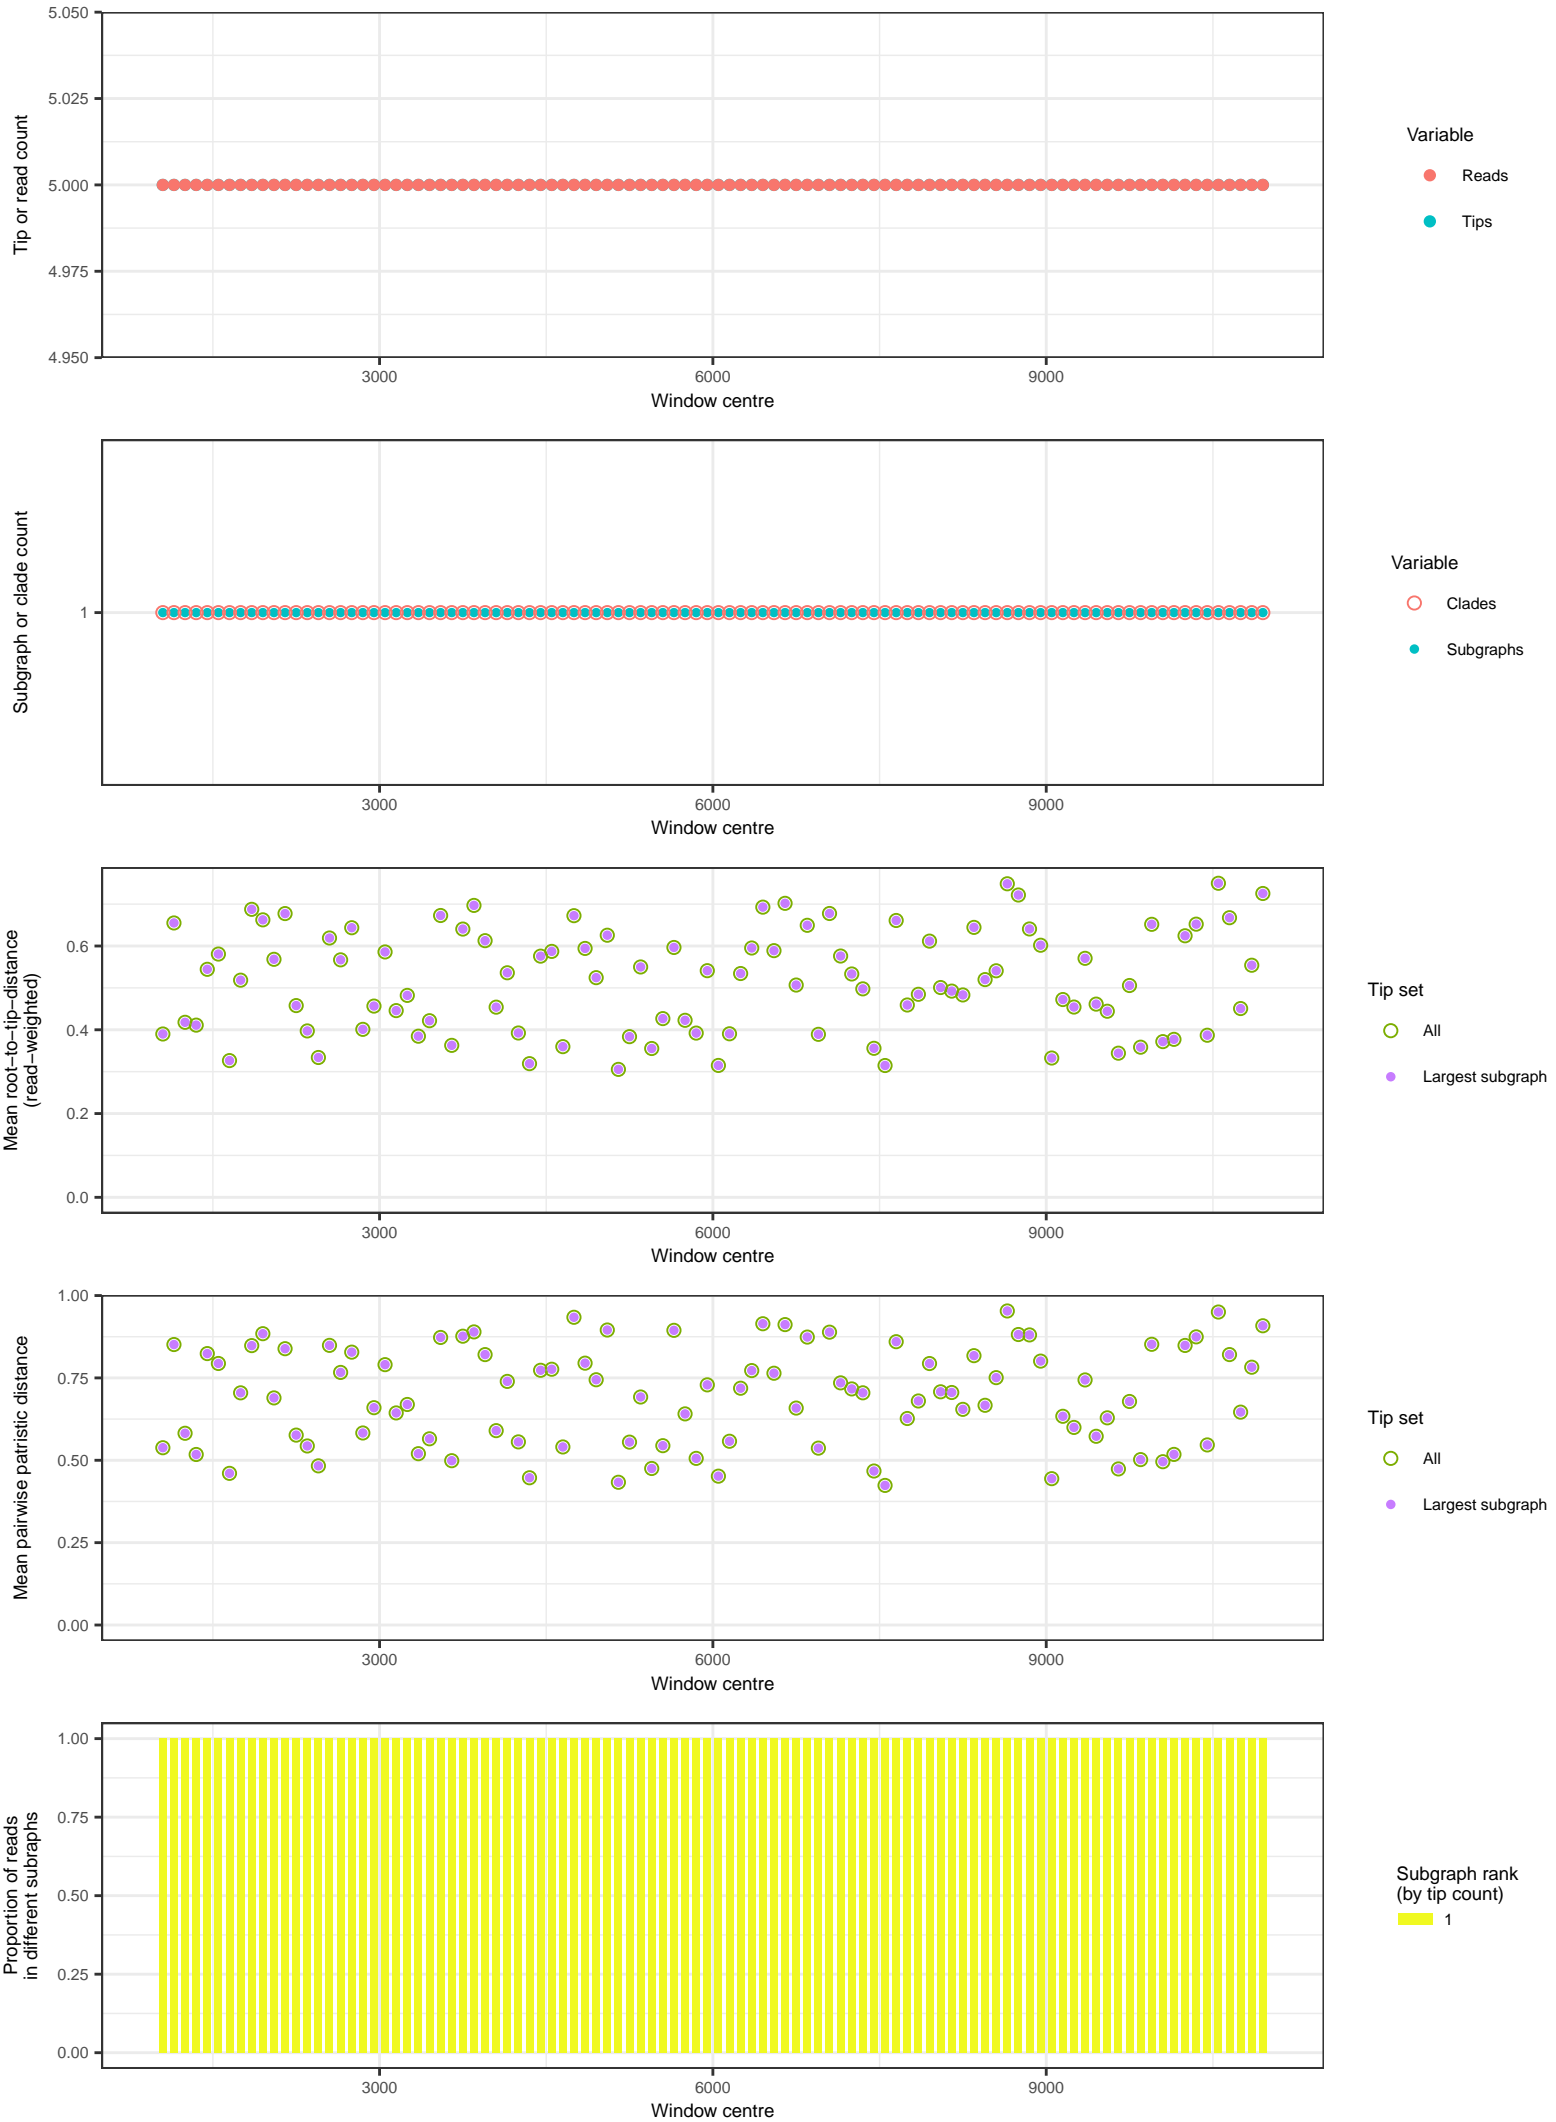 5.050
5.025
5.000
4.975
4.950
Tip or read count
3000
6000
9000
Window centre
Variable
Reads
Tips
1
Subgraph or clade count
3000
6000
9000
Window centre
Variable
Clades
Subgraphs
0.6
0.4
0.2
0.0
Mean root−to−tip−distance
(read−weighted)
3000
6000
9000
Window centre
Tip set
All
Largest subgraph
1.00
0.75
0.50
0.25
0.00
Mean pairwise patristic distance
3000
6000
9000
Window centre
Tip set
All
Largest subgraph
1.00
0.75
0.50
0.25
0.00
Proportion of reads
in different subraphs
3000
6000
9000
Window centre
Subgraph rank
(by tip count)
1